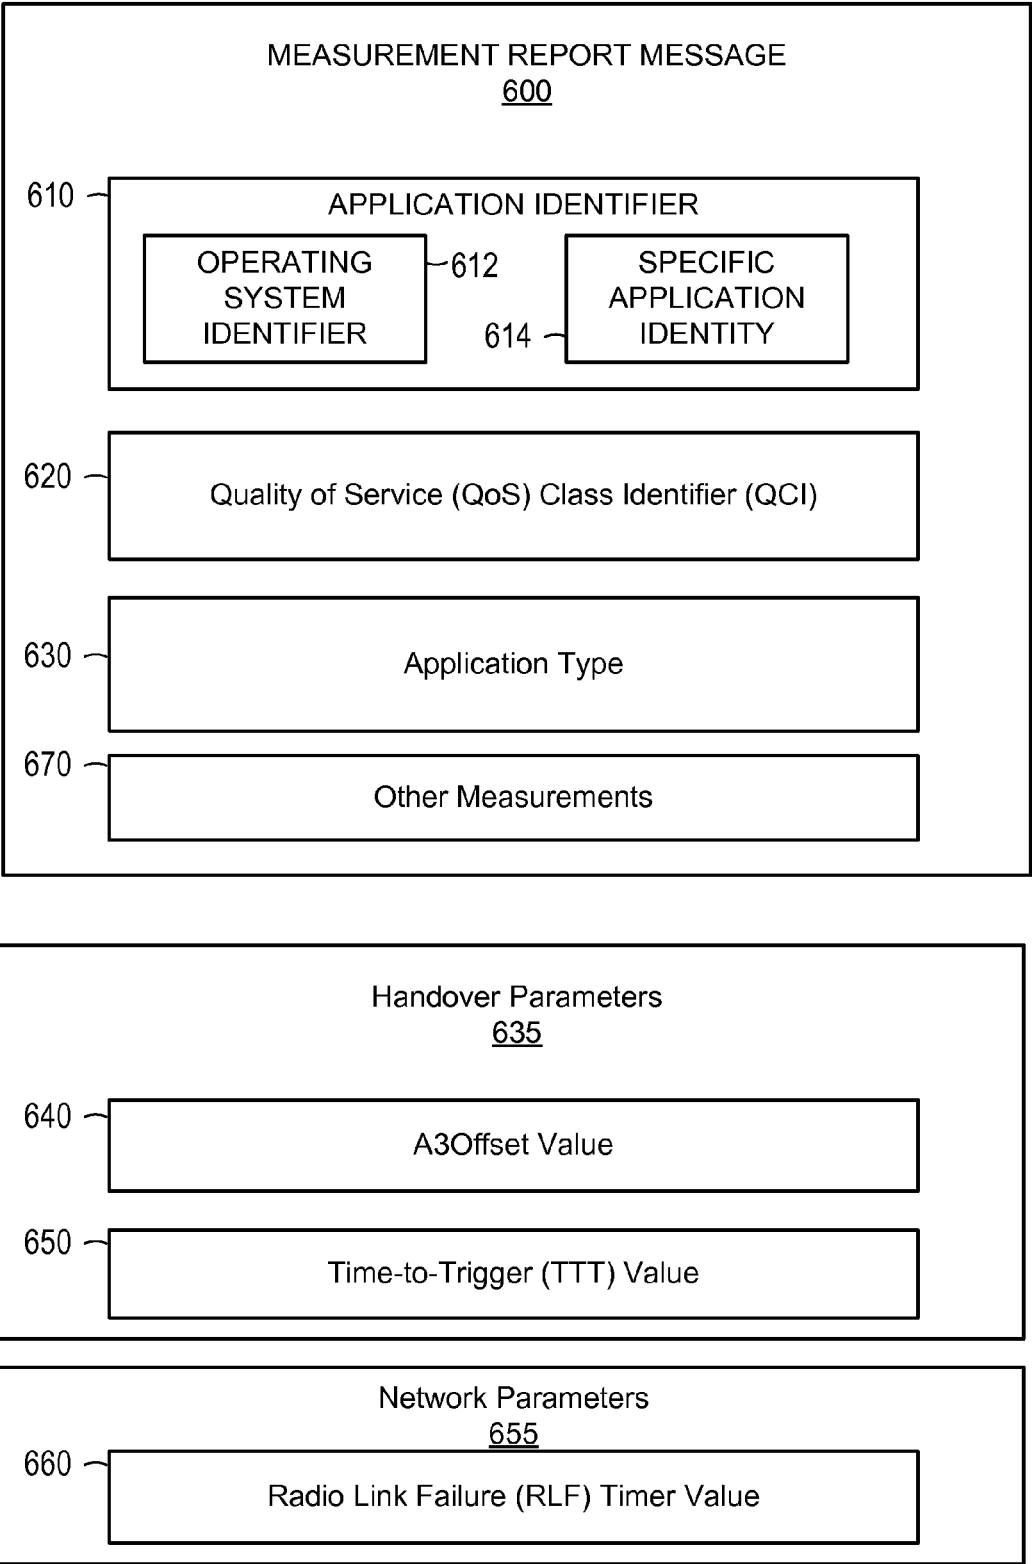 MEASUREMENT REPORT MESSAGE
600
610
APPLICATION IDENTIFIER
OPERATING
SYSTEM
IDENTIFIER
612
614
SPECIFIC
APPLICATION
IDENTITY
620
Quality of Service (QoS) Class Identifier (QCI)
630
Application Type
670
Other Measurements
Handover Parameters
635
640
A3Offset Value
650
Time-to-Trigger (TTT) Value
Network Parameters
655
660
Radio Link Failure (RLF) Timer Value